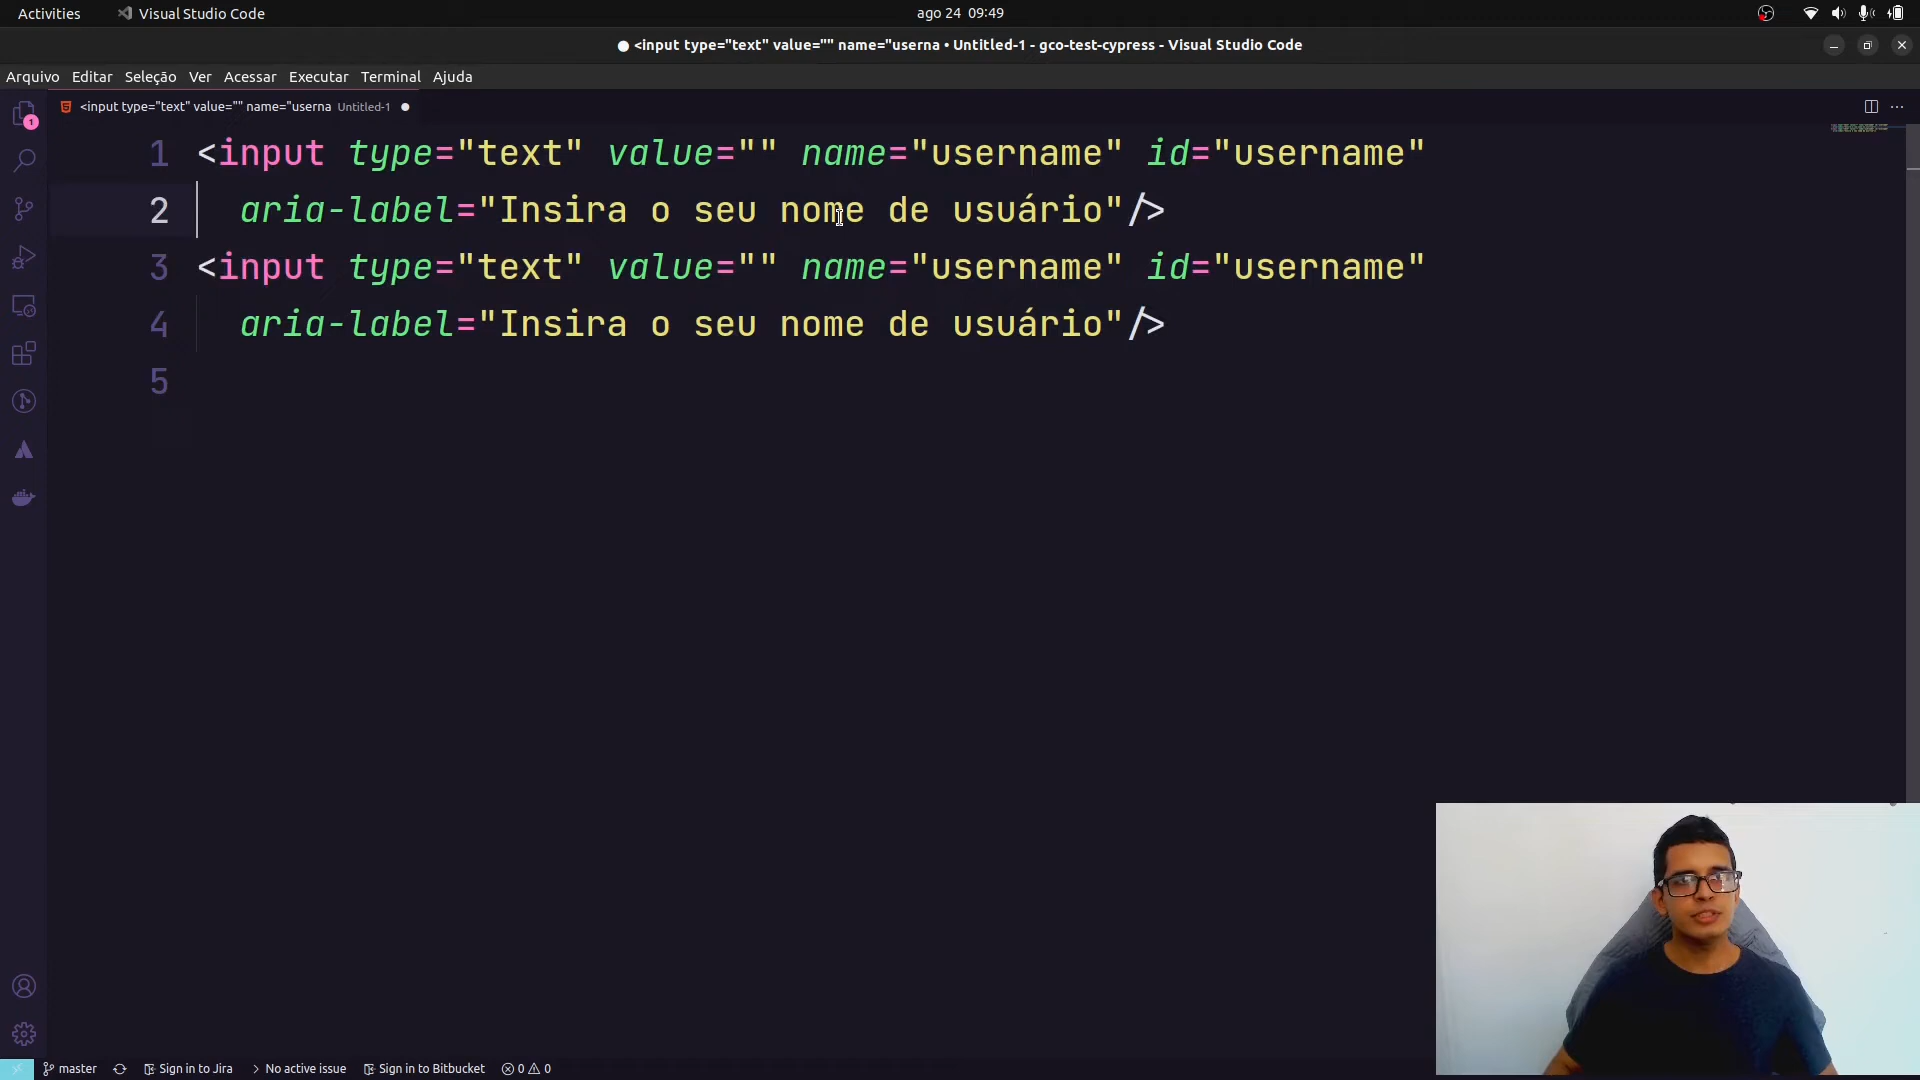 Activities Visual Studio Code ago 24 09:49
● <input type="text" value="" name="userna • Untitled-1 - gco-test-cypress - Visual Studio Code
Arquivo Editar Seleção Ver Acessar Executar Terminal Ajuda
<input type="text" value="" name="userna Untitled-1 ●
1
1 <input type="text" value="" name="username" id="username"
2 aria-label="Insira o seu nome de usuário"/>
3 <input type="text" value="" name="username" id="username"
4 aria-label="Insira o seu nome de usuário"/>
5
master Sign in to Jira > No active issue Sign in to Bitbucket 0 0